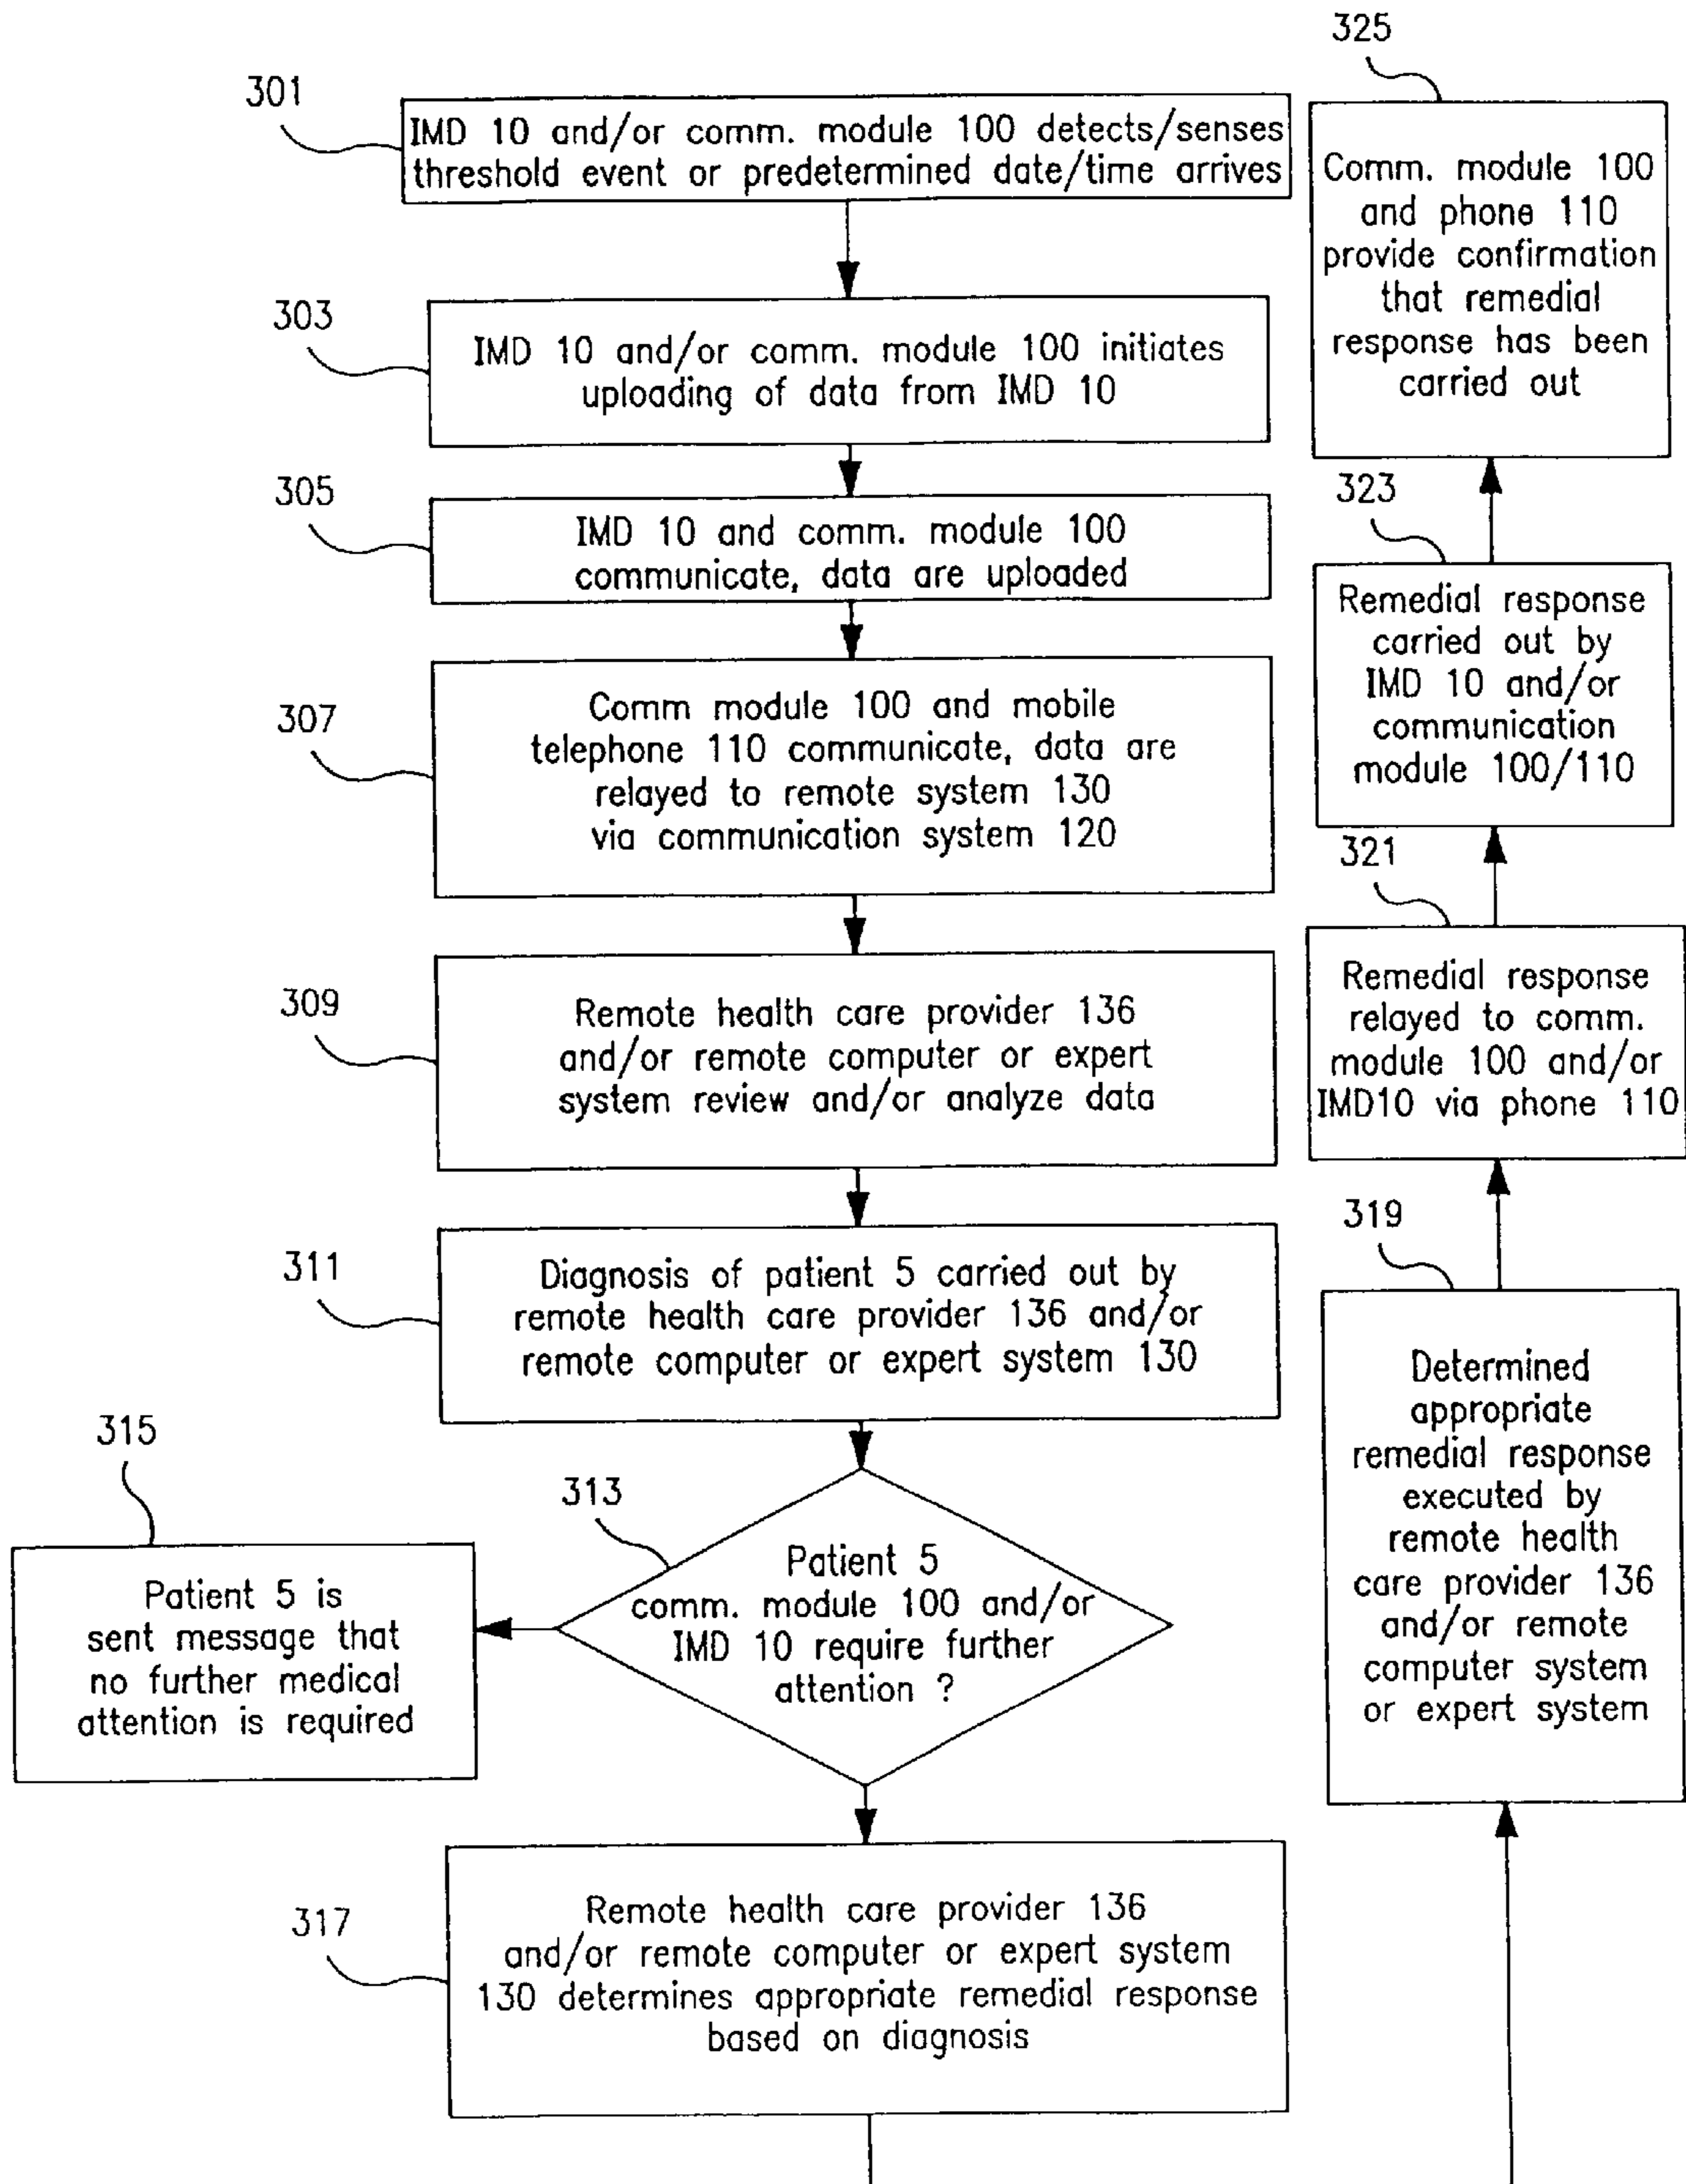 301
IMD 10 and/or comm. module 100 detects/senses
threshold event or predetermined date/time arrives
303
IMD 10 and/or comm. module 100 initiates
uploading of data from IMD 10
305
IMD 10 and comm. module 100
communicate, data are uploaded
307
Comm module 100 and mobile
telephone 110 communicate, data are
relayed to remote system 130
via communication system 120
309
Remote health care provider 136
and/or remote computer or expert
system review and/or analyze data
311
Diagnosis of patient 5 carried out by
remote health care provider 136 and/or
remote computer or expert system 130
313
Patient 5
comm. module 100 and/or
IMD 10 require further
attention ?
315
Patient 5 is
sent message that
no further medical
attention is required
317
Remote health care provider 136
and/or remote computer or expert system
130 determines appropriate remedial response
based on diagnosis
319
Determined
appropriate
remedial response
executed by
remote health
care provider 136
and/or remote
computer system
or expert system
321
Remedial response
relayed to comm.
module 100 and/or
IMD10 via phone 110
323
Remedial response
carried out by
IMD 10 and/or
communication
module 100/110
325
Comm. module 100
and phone 110
provide confirmation
that remedial
response has been
carried out